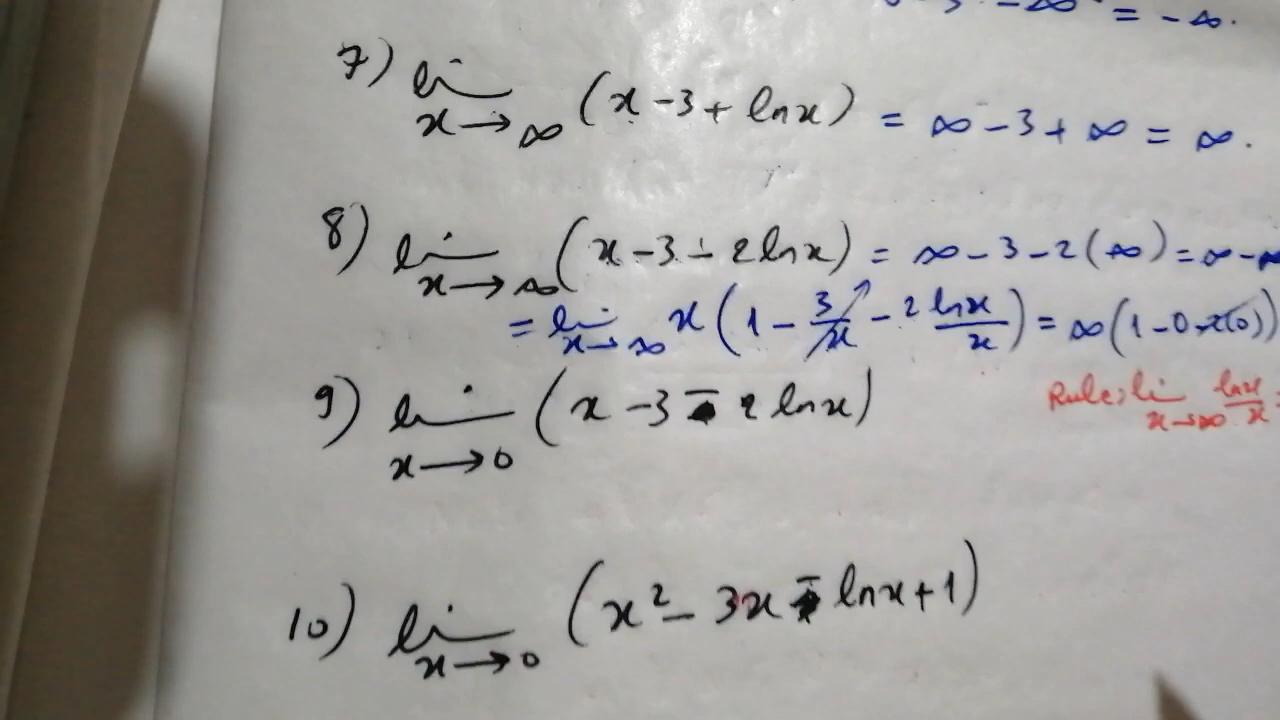 = -∞.
7) lim x→∞ (x - 3 + ln x) = ∞ - 3 + ∞ = ∞.
8) lim x→∞ (x - 3 - 2 ln x) = ∞ - 3 - 2(+∞) = ∞ - ∞
= lim x→∞ x (1 - 3/x - 2 ln x/x) = ∞(1 - 0 - 2(0))
Rule: lim x→∞ ln x/x =
9) lim x→0 (x - 3 - 2 ln x)
10) lim x→0 (x² - 3x - ln x + 1)